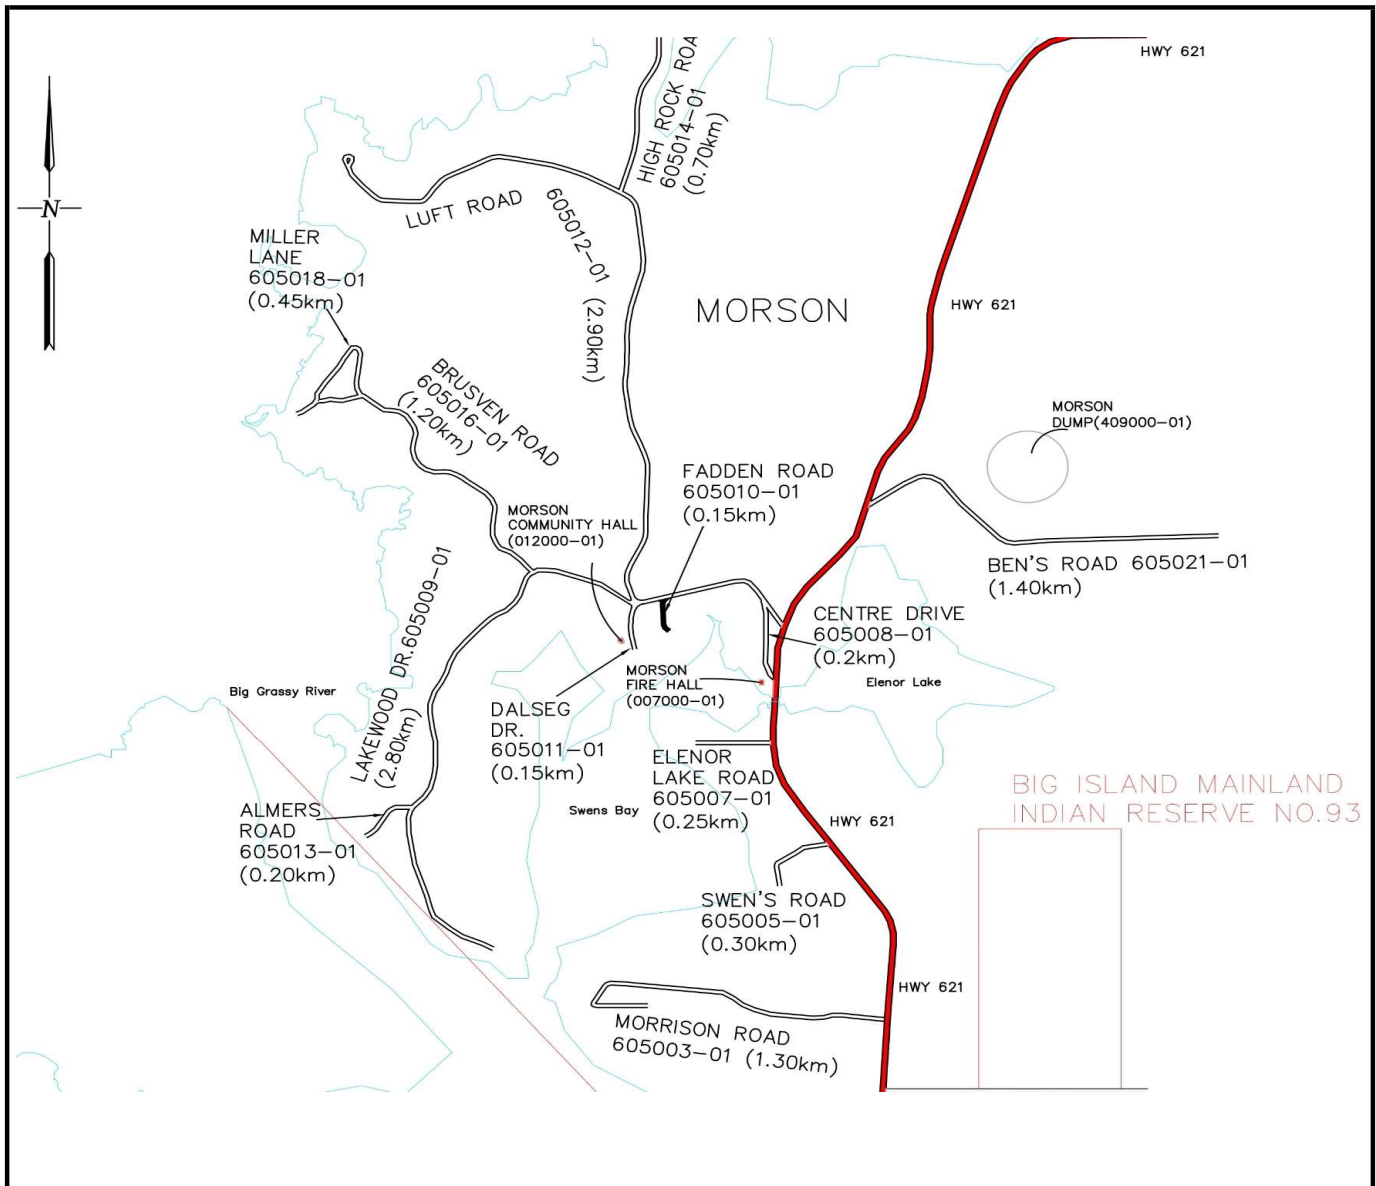 HWY 621
HIGH ROCK ROA
605014-01
(0.70km)
N
LUFT ROAD
605012-01 (2.90km)
MILLER
LANE
605018-01
(0.45km)
MORSON
HWY 621
BRUSVEN ROAD
605016-01
(1.20km)
MORSON
DUMP(409000-01)
FADDEN ROAD
605010-01
(0.15km)
MORSON
COMMUNITY HALL
(012000-01)
BEN'S ROAD 605021-01
(1.40km)
LAKEWOOD DR.605009-01
(2.80km)
CENTRE DRIVE
605008-01
(0.2km)
MORSON
FIRE HALL
(007000-01)
Elenor Lake
Big Grassy River
DALSEG
DR.
605011-01
(0.15km)
ELENOR
LAKE ROAD
605007-01
(0.25km)
BIG ISLAND MAINLAND
INDIAN RESERVE NO.93
Swens Bay
HWY 621
ALMERS
ROAD
605013-01
(0.20km)
SWEN'S ROAD
605005-01
(0.30km)
HWY 621
MORRISON ROAD
605003-01 (1.30km)